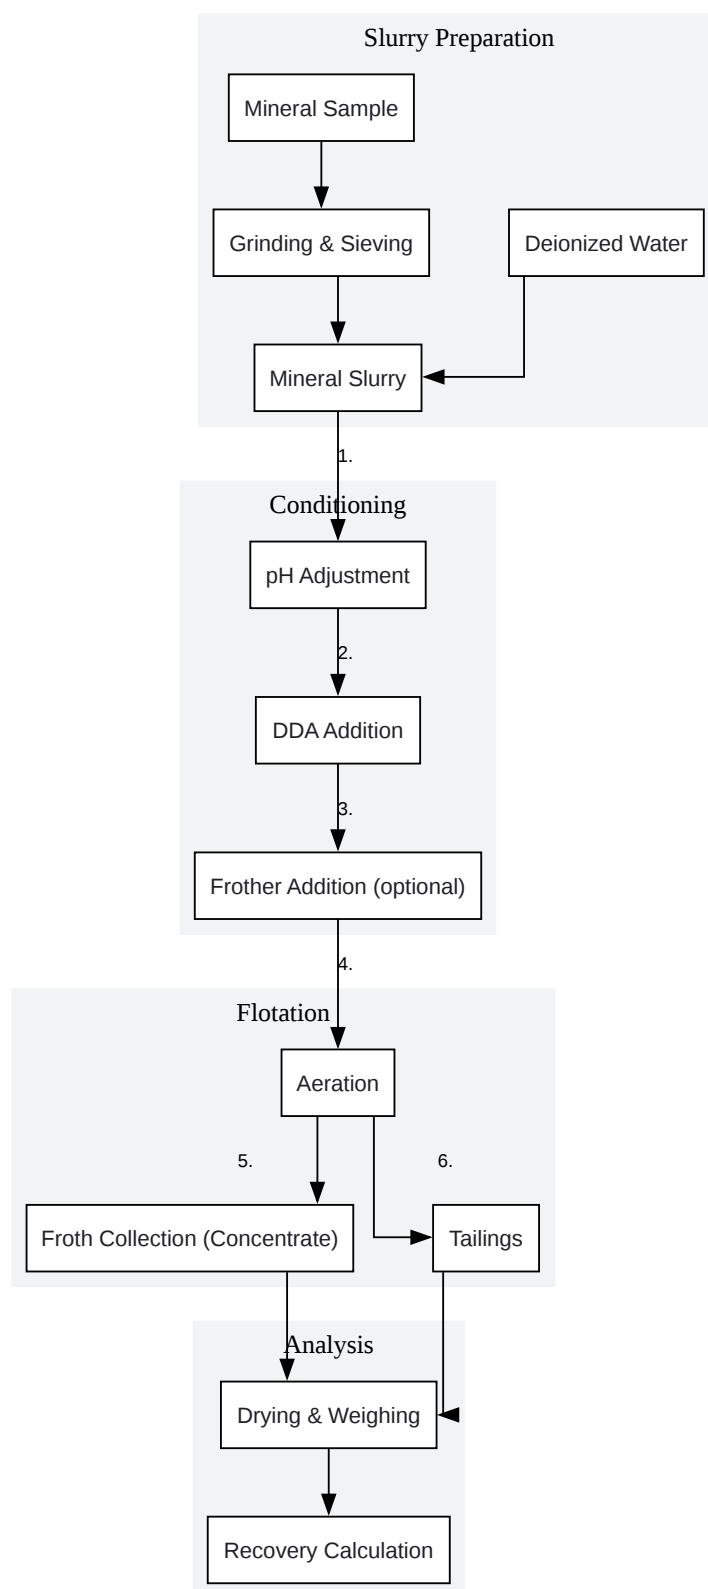 Slurry Preparation
Mineral Sample
Grinding & Sieving
Deionized Water
Mineral Slurry
1.
Conditioning
pH Adjustment
2.
DDA Addition
3.
Frother Addition (optional)
4.
Flotation
Aeration
5.
6.
Froth Collection (Concentrate)
Tailings
Analysis
Drying & Weighing
Recovery Calculation